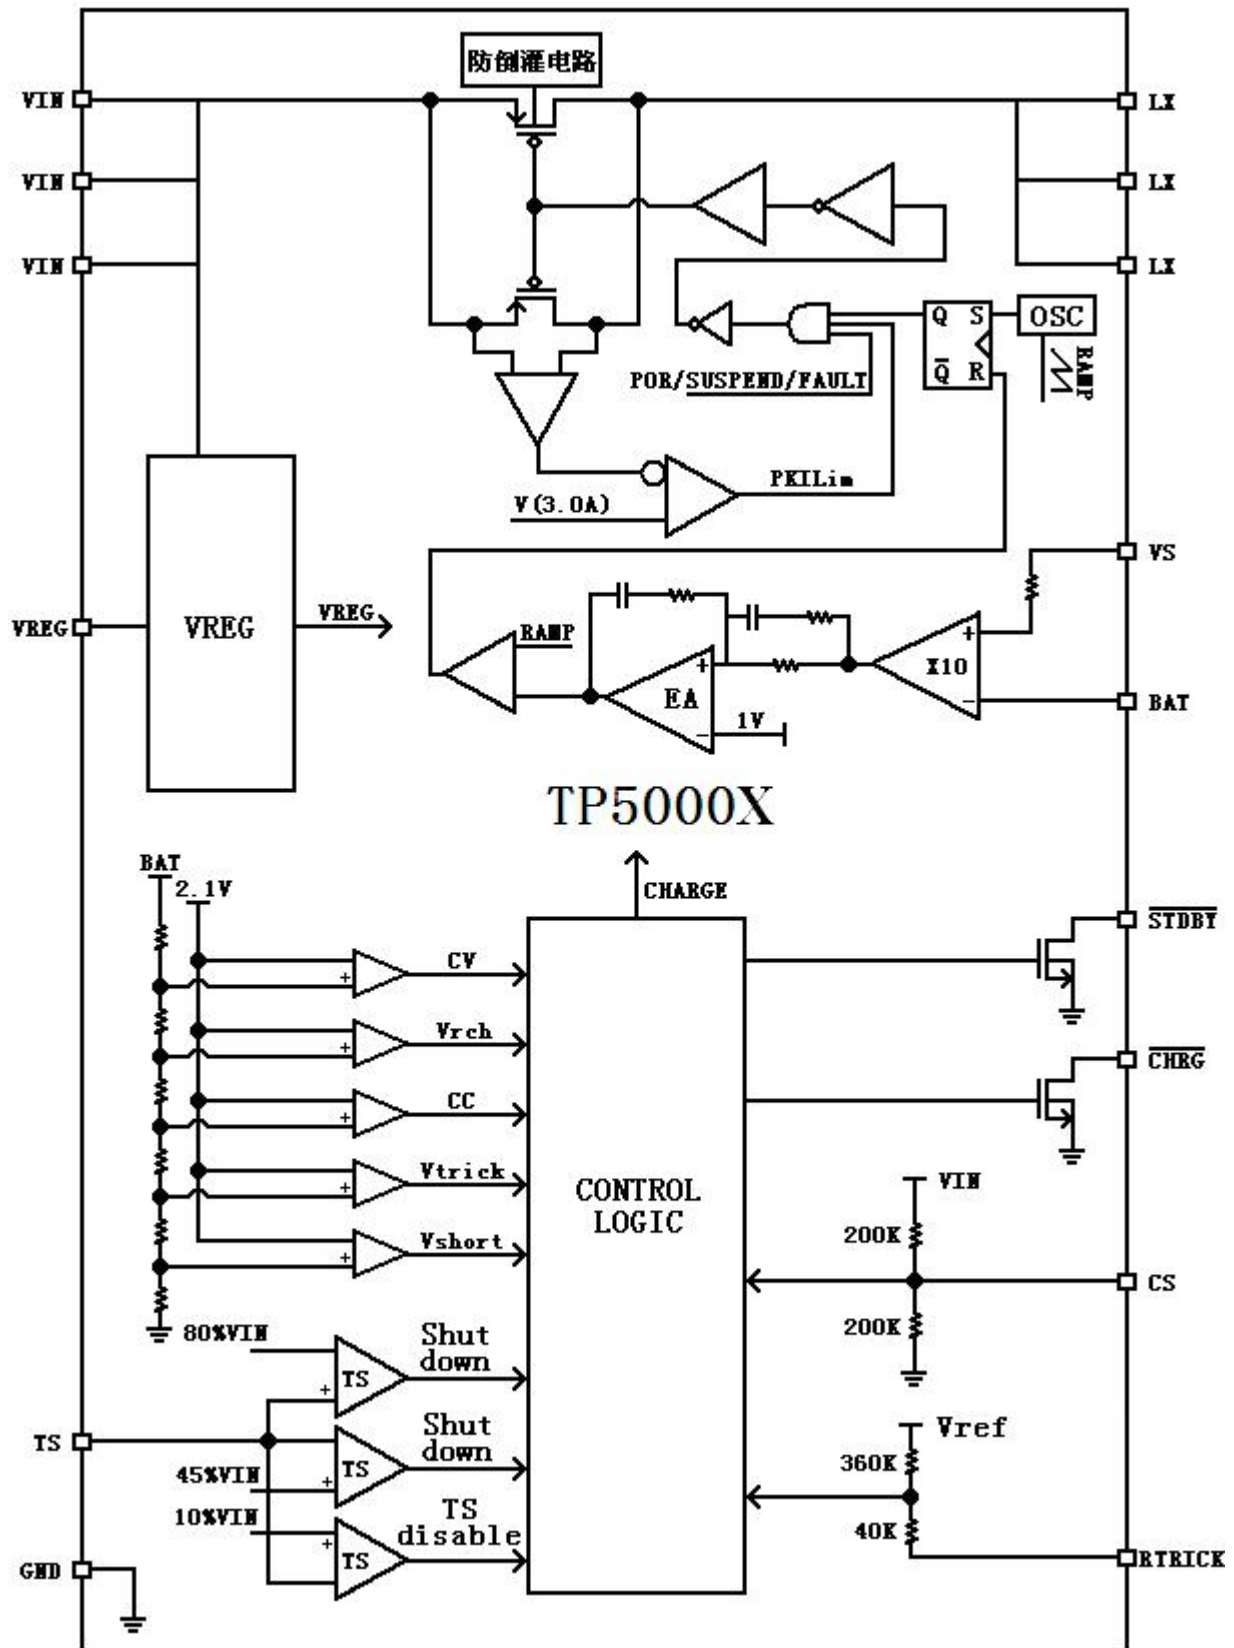 防倒灌电路
VIN
LX
VIN
LX
VIN
LX
Q S
OSC
Q R
RAMP
POR/SUSPEND/FAULT
PKILim
V(3.0A)
VS
VREG
VREG
VREG
RAMP
+
X10
-
+
EA
-
1V
BAT
TP5000X
BAT
2.1V
CHARGE
STDBY
+
CV
+
Vrch
CHRG
+
CC
+
Vtrick
CONTROL
LOGIC
VIN
200K
+
Vshort
CS
200K
80%VIN
Shut
down
+
TS
Vref
TS
Shut
down
45%VIN
+
TS
360K
10%VIN
TS
disable
+
TS
40K
GND
RTRICK